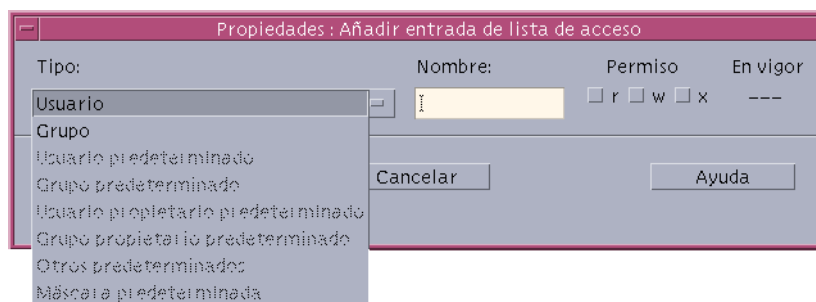 Propiedades : Añadir entrada de lista de acceso
Tipo: Nombre: Permiso En vigor
Usuario r w x ---
Grupo
Usuario predeterminado
Grupo predeterminado
Cancelar Ayuda
Usuario propietario predeterminado
Grupo propietario predeterminado
Otros predeterminados
Máscara predeterminada